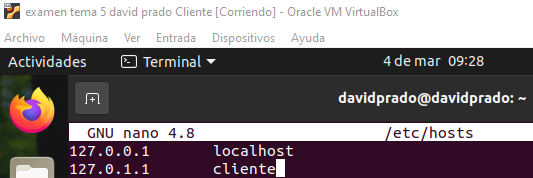 examen tema 5 david prado Cliente [Corriendo] - Oracle VM VirtualBox
Archivo Máquina Ver Entrada Dispositivos Ayuda
Actividades Terminal 4 de mar 09:28
davidprado@davidprado: ~
GNU nano 4.8 /etc/hosts
127.0.0.1 localhost
127.0.1.1 cliente